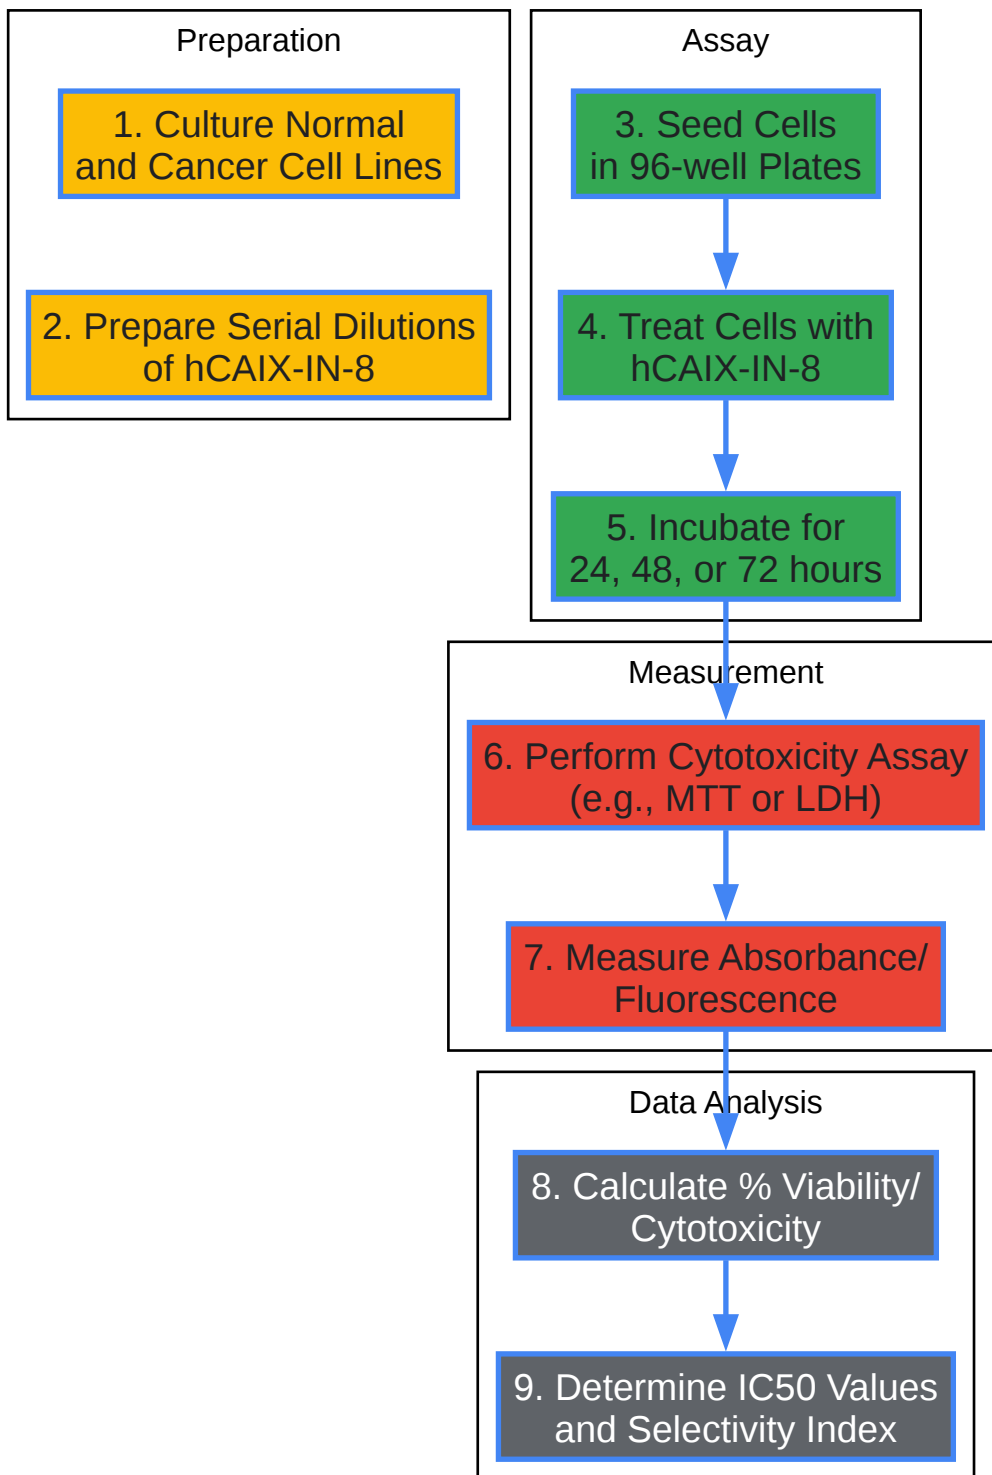 Preparation
1. Culture Normal
and Cancer Cell Lines
2. Prepare Serial Dilutions
of hCAIX-IN-8
Assay
3. Seed Cells
in 96-well Plates
4. Treat Cells with
hCAIX-IN-8
5. Incubate for
24, 48, or 72 hours
Measurement
6. Perform Cytotoxicity Assay
(e.g., MTT or LDH)
7. Measure Absorbance/
Fluorescence
Data Analysis
8. Calculate % Viability/
Cytotoxicity
9. Determine IC50 Values
and Selectivity Index